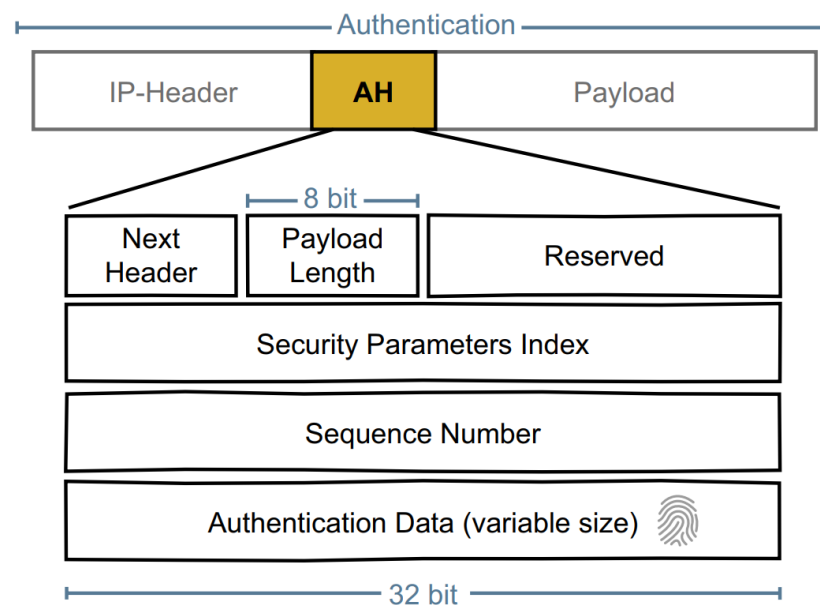 Authentication
IP-Header
AH
Payload
8 bit
Next
Header
Payload
Length
Reserved
Security Parameters Index
Sequence Number
Authentication Data (variable size)
32 bit